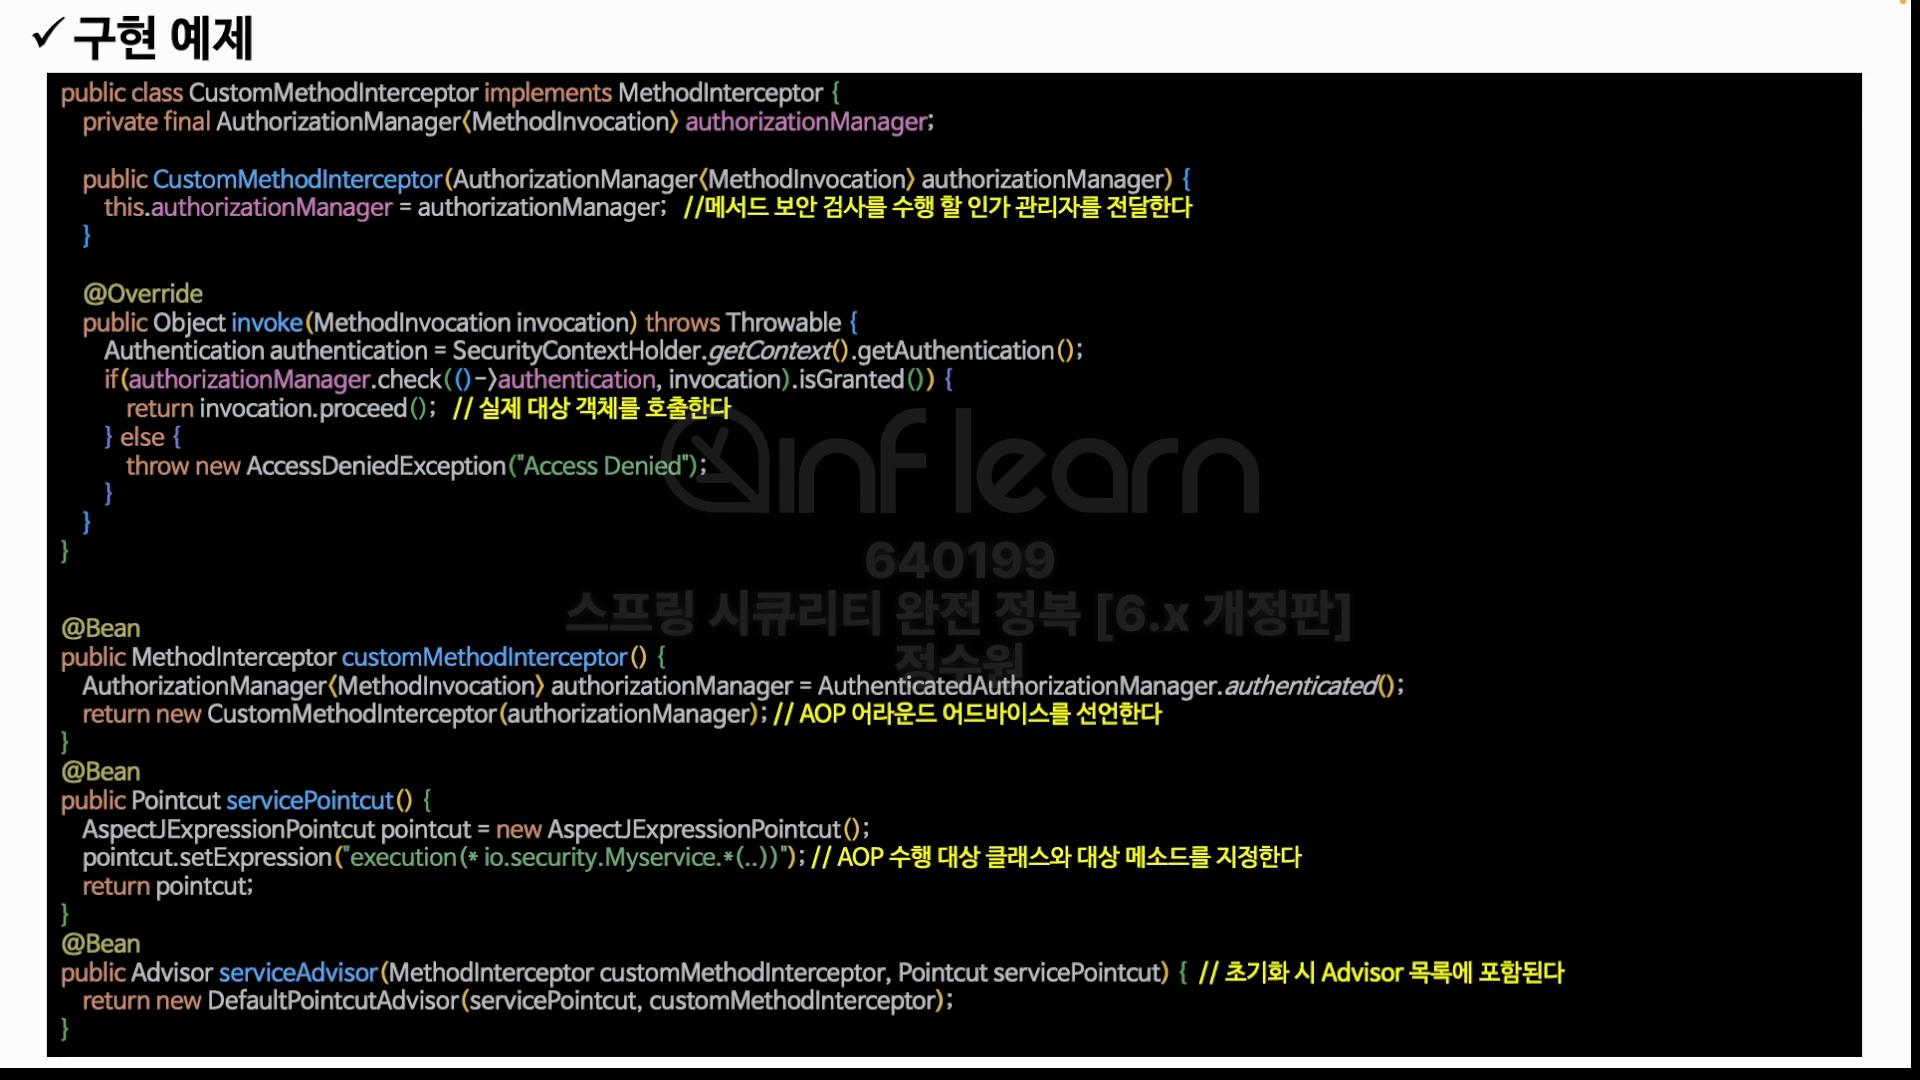 ✓ 구현 예제
public class CustomMethodInterceptor implements MethodInterceptor {
private final AuthorizationManager<MethodInvocation> authorizationManager;
public CustomMethodInterceptor(AuthorizationManager<MethodInvocation> authorizationManager) {
this.authorizationManager = authorizationManager; //메서드 보안 검사를 수행 할 인가 관리자를 전달한다
}
@Override
public Object invoke(MethodInvocation invocation) throws Throwable {
Authentication authentication = SecurityContextHolder.getContext().getAuthentication();
if(authorizationManager.check(()->authentication, invocation).isGranted()) {
return invocation.proceed(); // 실제 대상 객체를 호출한다
} else {
throw new AccessDeniedException("Access Denied");
}
}
}
inflearn
640199
스프링 시큐리티 완전 정복 [6.x 개정판]
정수원
@Bean
public MethodInterceptor customMethodInterceptor() {
AuthorizationManager<MethodInvocation> authorizationManager = AuthenticatedAuthorizationManager.authenticated();
return new CustomMethodInterceptor(authorizationManager); // AOP 어라운드 어드바이스를 선언한다
}
@Bean
public Pointcut servicePointcut() {
AspectJExpressionPointcut pointcut = new AspectJExpressionPointcut();
pointcut.setExpression("execution(* io.security.Myservice.*(..))"); // AOP 수행 대상 클래스와 대상 메소드를 지정한다
return pointcut;
}
@Bean
public Advisor serviceAdvisor(MethodInterceptor customMethodInterceptor, Pointcut servicePointcut) { // 초기화 시 Advisor 목록에 포함된다
return new DefaultPointcutAdvisor(servicePointcut, customMethodInterceptor);
}